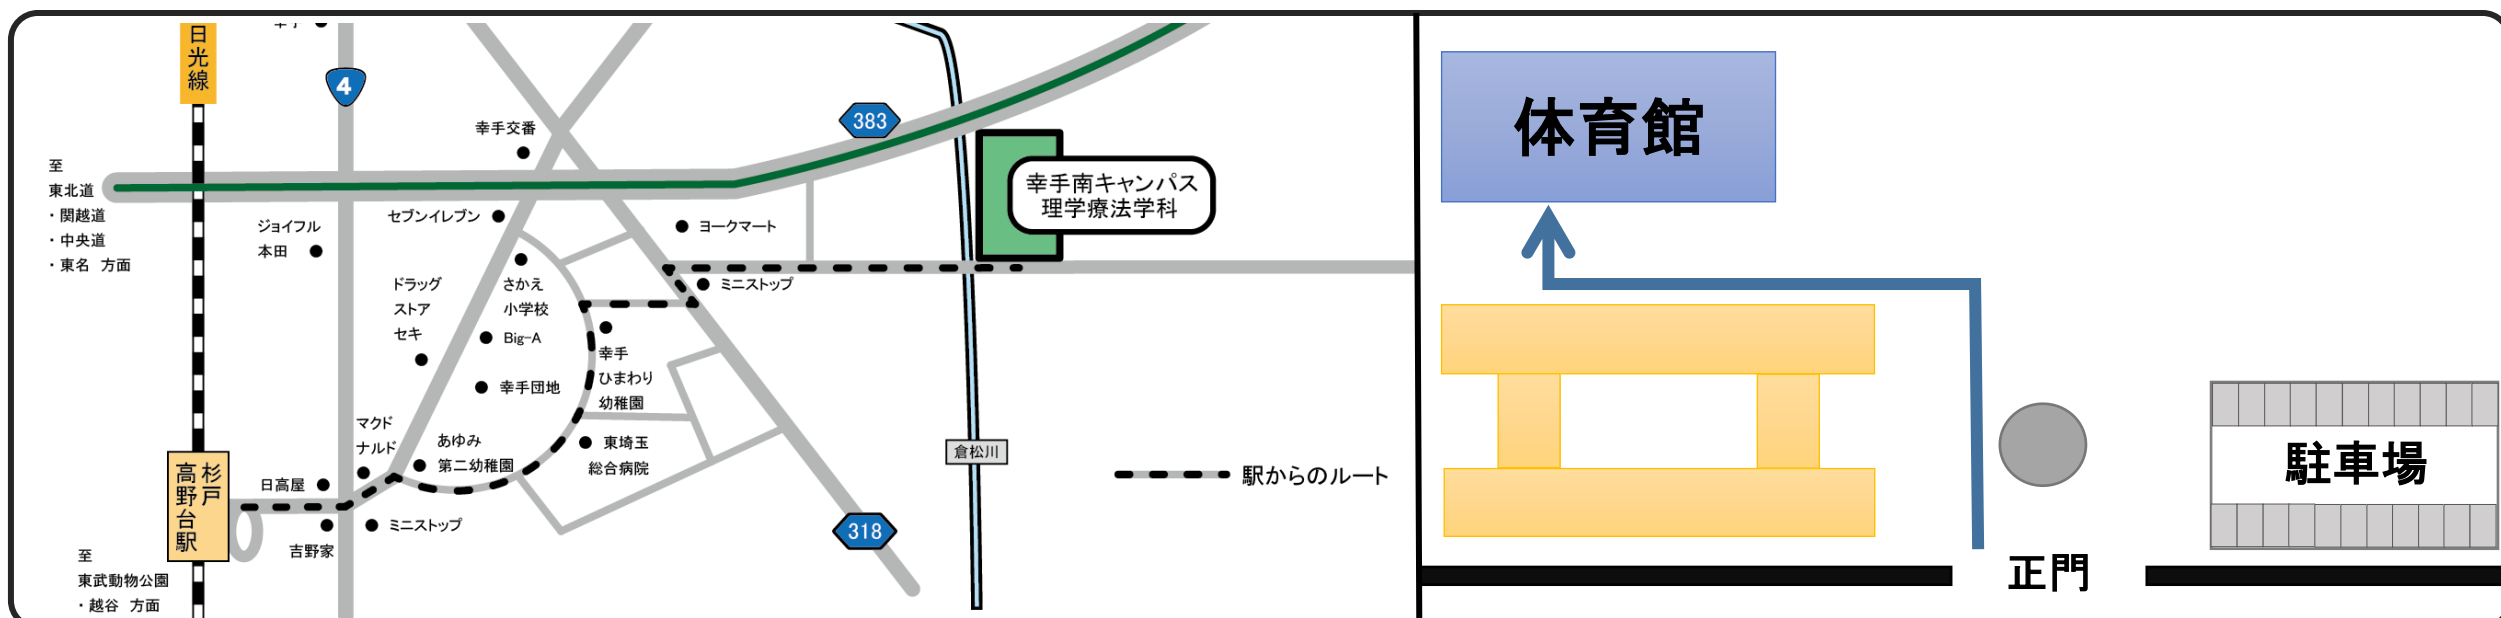 日光線
4
383
幸手交番
至
東北道
・関越道
・中央道
・東名 方面
ジョイフル
本田
セブンイレブン
ヨークマート
幸手南キャンパス
理学療法学科
ドラッグ
ストア
セキ
さかえ
小学校
ミニストップ
Big-A
幸手
ひまわり
幼稚園
幸手団地
マクド
ナルド
あゆみ
第二幼稚園
東埼玉
総合病院
倉松川
駅からのルート
日高屋
杉戸
高野台駅
ミニストップ
吉野家
318
至
東武動物公園
・越谷 方面
体育館
駐車場
正門